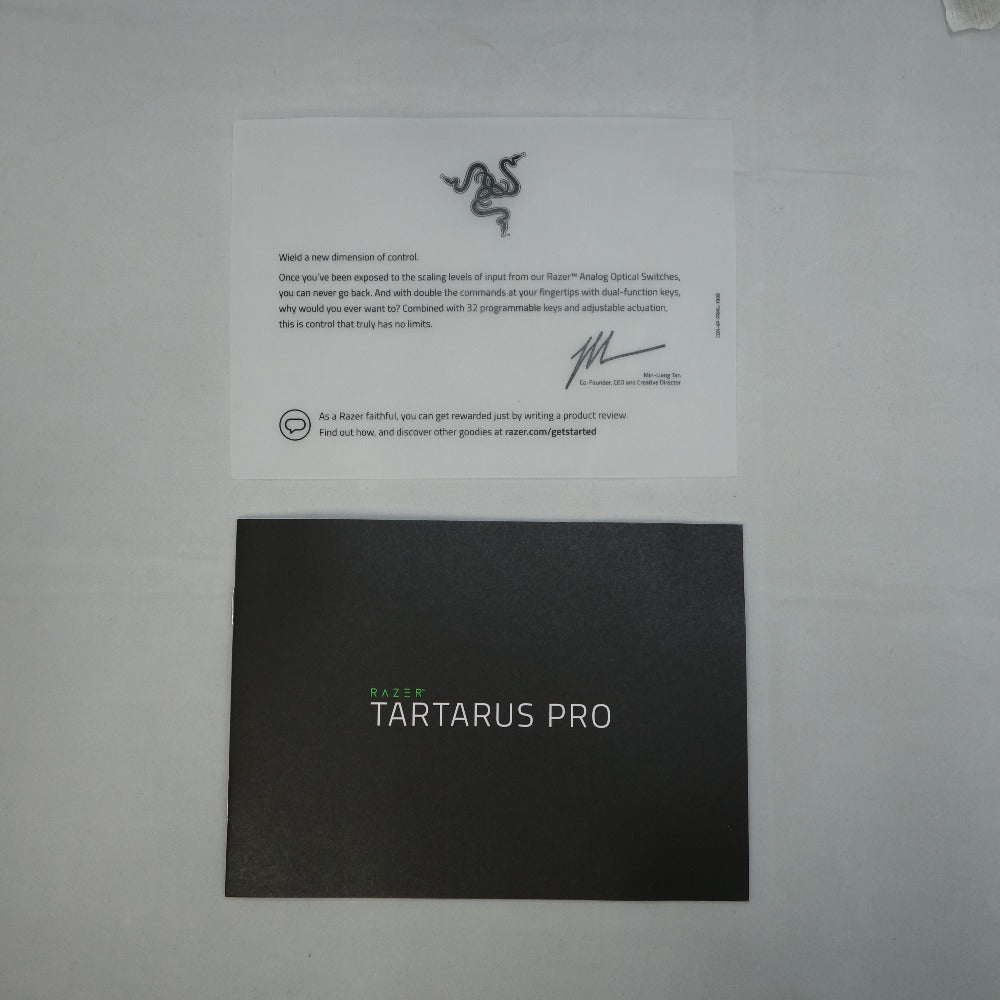 Wield a new dimension of control.
Once you've been exposed to the scaling levels of input from our Razer™ Analog Optical Switches,
you can never go back. And with double the commands at your fingertips with dual-function keys,
why would you ever want to? Combined with 32 programmable keys and adjustable actuation,
this is control that truly has no limits.
Min-Liang Tan
Co-Founder, CEO and Creative Director
As a Razer faithful, you can get rewarded just by writing a product review.
Find out how, and discover other goodies at razer.com/getstarted
RAZER™
TARTARUS PRO